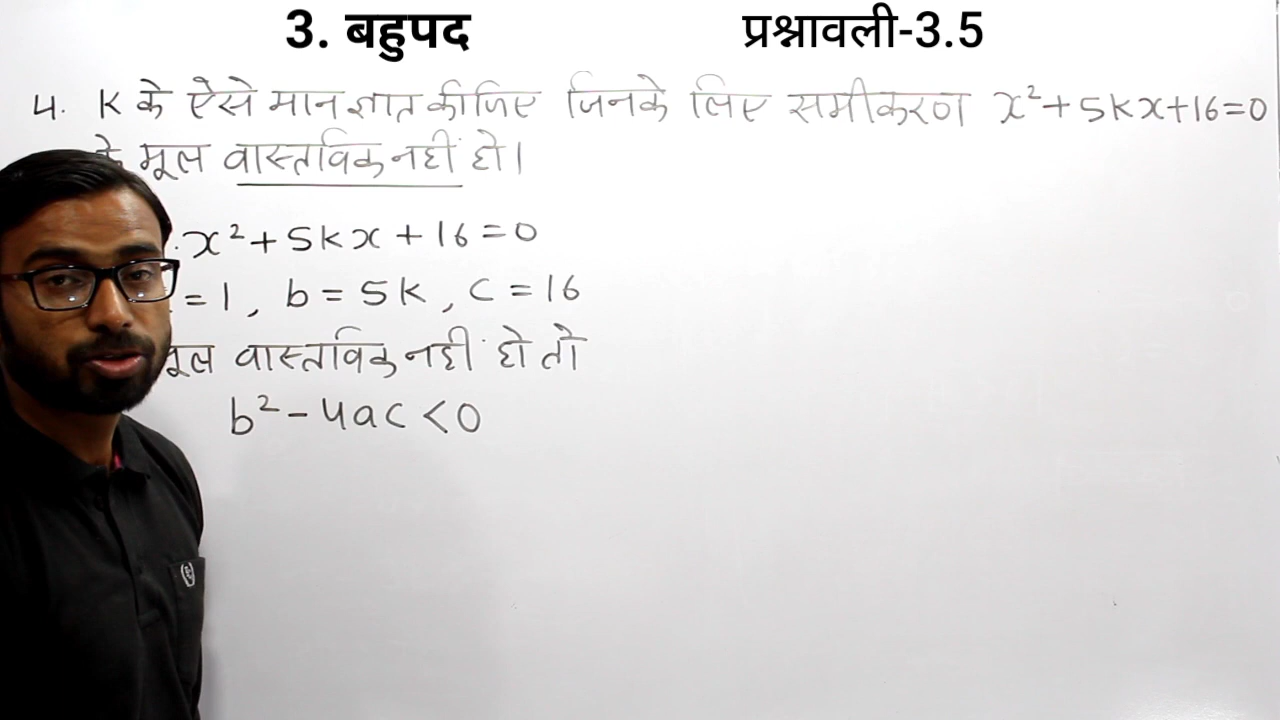 3. बहुपद प्रश्नावली-3.5
4. K के ऐसे मान ज्ञात कीजिए जिनके लिए समीकरण x²+5kx+16=0
के मूल वास्तविक नहीं हो।
x²+5kx+16=0
=1, b=5k, c=16
मूल वास्तविक नही हो तो
b²-4ac<0